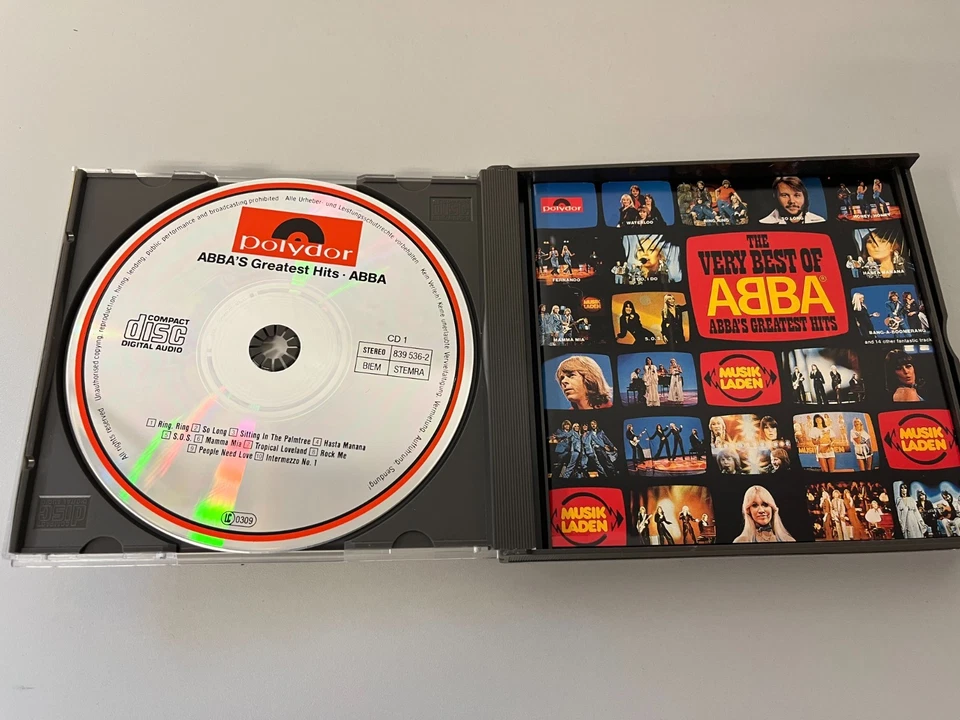 polydor
ABBA'S Greatest Hits · ABBA
COMPACT
disc
DIGITAL AUDIO
CD 1
STEREO 839 536-2
BIEM STEMRA
1 Ring, Ring 2 So Long 3 Sitting In The Palmtree 4 Hasta Manana
5 S.O.S. 6 Mamma Mia 7 Tropical Loveland 8 Rock Me
9 People Need Love 10 Intermezzo No. 1
LC 0309
All rights reserved · Unauthorised copying, reproduction, hiring, lending, public performance and broadcasting prohibited · Alle Urheber- und Leistungsschutzrechte vorbehalten · Kein Verleih! Keine unerlaubte Vervielfältigung, Vermietung, Aufführung, Sendung!
disc
polydor
WATERLOO
SO LONG
HONEY, HONEY
FERNANDO
I DO
HASTA MANANA
THE
VERY BEST OF
ABBA
ABBA'S GREATEST HITS
MUSIK
LADEN
MAMMA MIA
S.O.S.
BANG-A-BOOMERANG
and 14 other fantastic track
MUSIK
LADEN
MUSIK
LADEN
MUSIK
LADEN